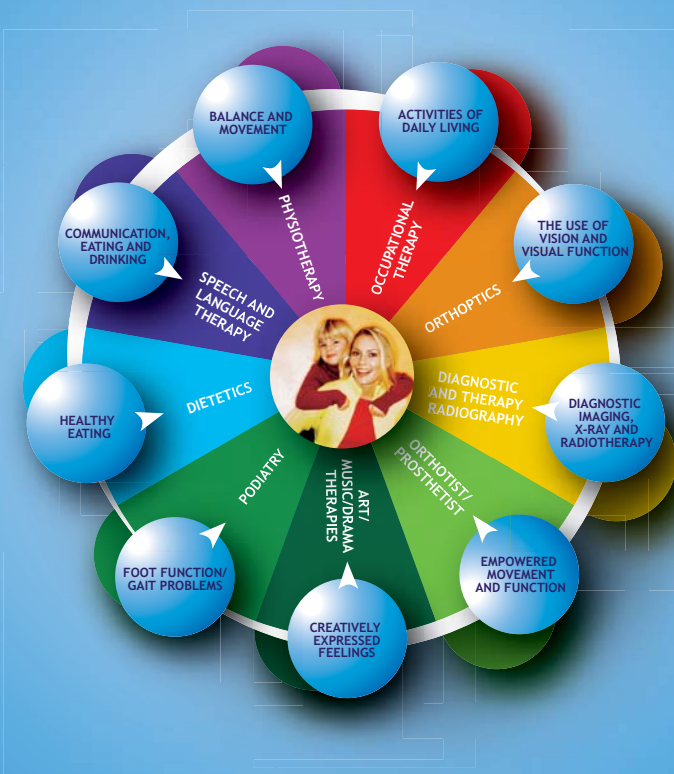 BALANCE AND
MOVEMENT
PHYSIOTHERAPY
ACTIVITIES OF
DAILY LIVING
OCCUPATIONAL
THERAPY
THE USE OF
VISION AND
VISUAL FUNCTION
ORTHOPTICS
DIAGNOSTIC
IMAGING,
X-RAY AND
RADIOTHERAPY
DIAGNOSTIC
AND THERAPY
RADIOGRAPHY
EMPOWERED
MOVEMENT
AND FUNCTION
ORTHOTIST/
PROSTHETIST
CREATIVELY
EXPRESSED
FEELINGS
ART/
MUSIC/DRAMA
THERAPIES
FOOT FUNCTION/
GAIT PROBLEMS
PODIATRY
HEALTHY
EATING
DIETETICS
COMMUNICATION,
EATING AND
DRINKING
SPEECH AND
LANGUAGE
THERAPY